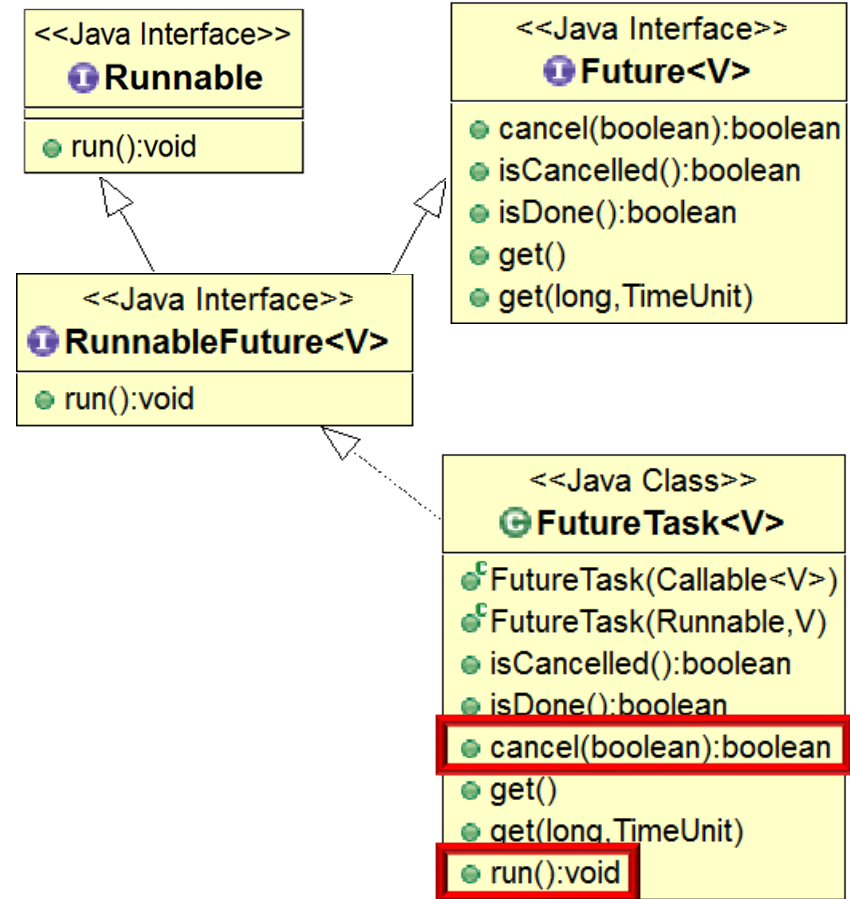 <<Java Interface>>
I Runnable
run():void
<<Java Interface>>
I Future<V>
cancel(boolean):boolean
isCancelled():boolean
isDone():boolean
get()
get(long,TimeUnit)
<<Java Interface>>
I RunnableFuture<V>
run():void
<<Java Class>>
C FutureTask<V>
C FutureTask(Callable<V>)
C FutureTask(Runnable,V)
isCancelled():boolean
isDone():boolean
cancel(boolean):boolean
get()
get(long,TimeUnit)
run():void